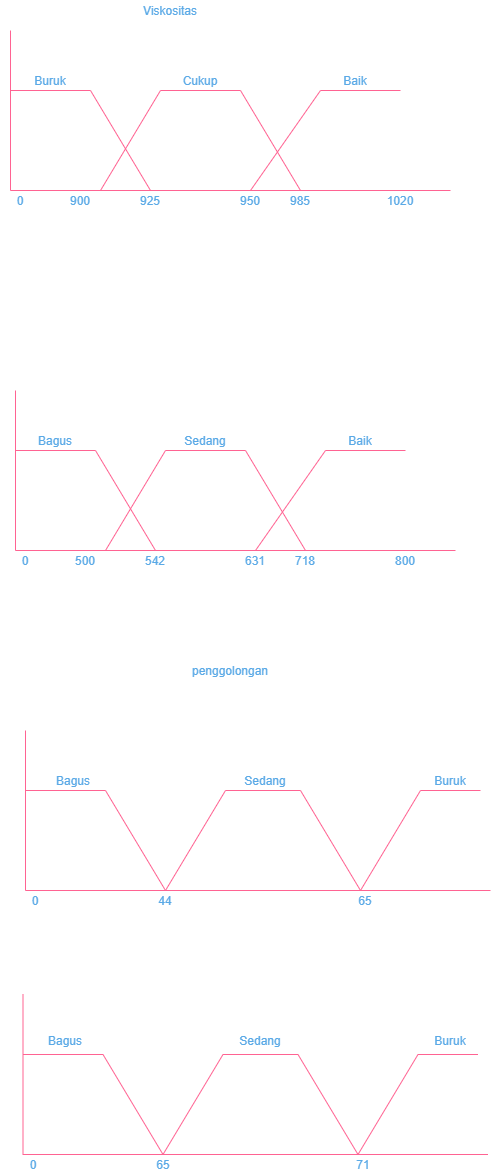 Viskositas
Buruk Cukup Baik
0 900 925 950 985 1020
Bagus Sedang Baik
0 500 542 631 718 800
penggolongan
Bagus Sedang Buruk
0 44 65
Bagus Sedang Buruk
0 65 71